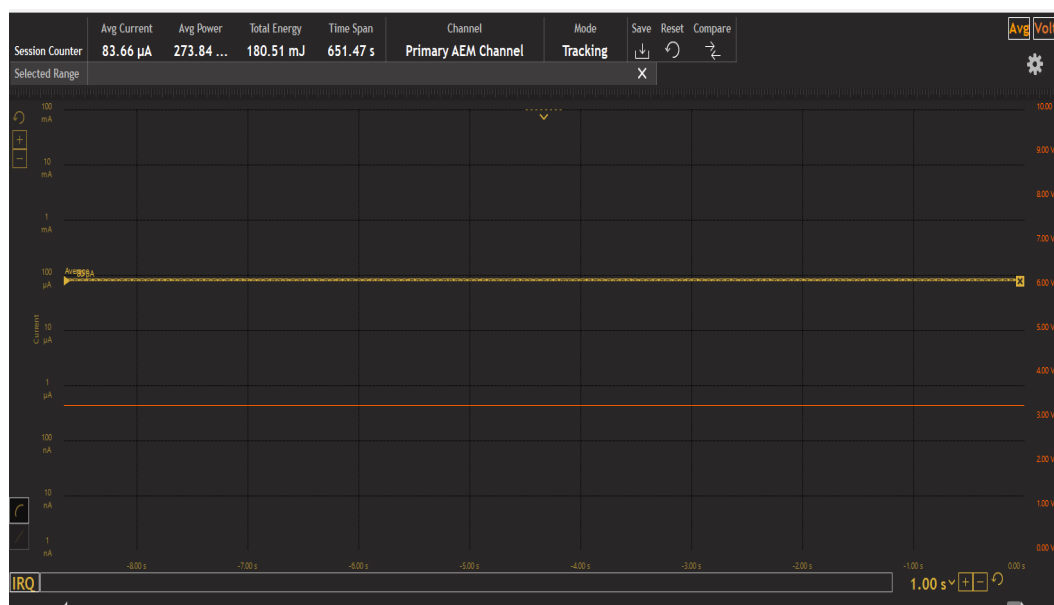 Avg Current Avg Power Total Energy Time Span Channel Mode Save Reset Compare
Session Counter 83.66 µA 273.84 ... 180.51 mJ 651.47 s Primary AEM Channel Tracking
Selected Range X
Avg Vol
100 mA
10 mA
1 mA
100 µA
10 µA
1 µA
100 nA
10 nA
1 nA
Average
Current
10.00
9.00 V
8.00 V
7.00 V
6.00 V
5.00 V
4.00 V
3.00 V
2.00 V
1.00 V
0.00 V
-8.00 s -7.00 s -6.00 s -5.00 s -4.00 s -3.00 s -2.00 s -1.00 s 0.00 s
IRQ 1.00 s